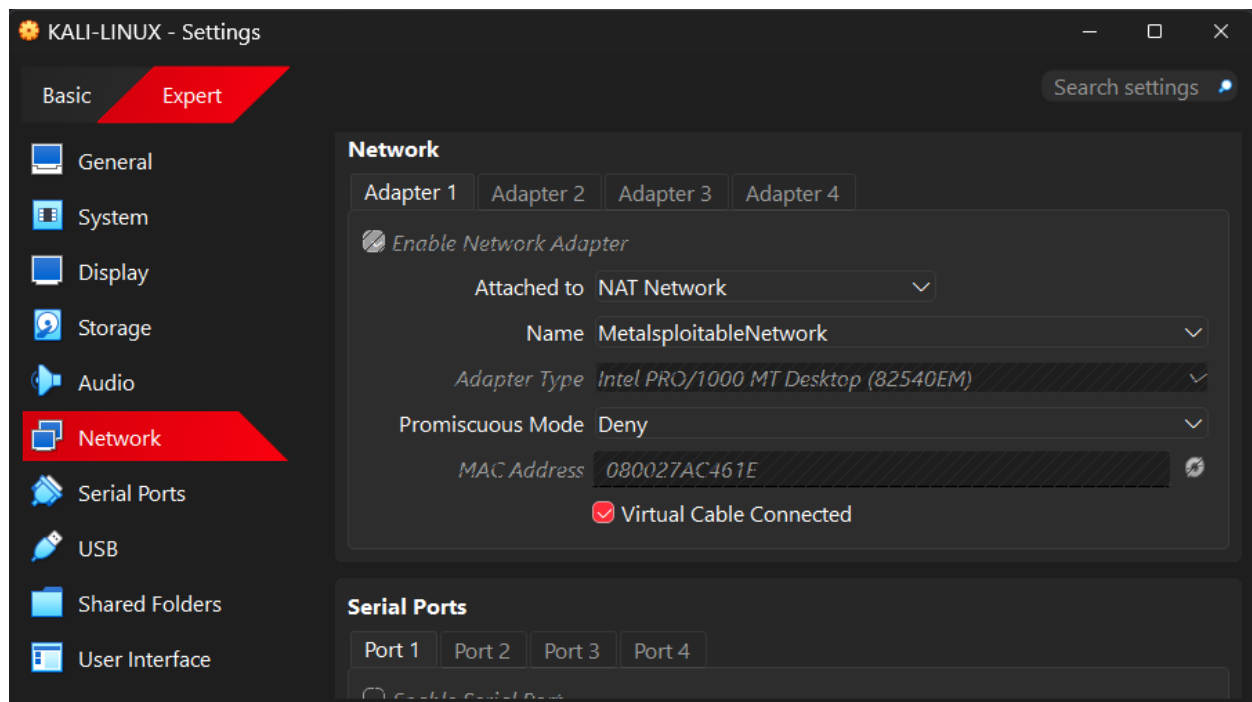 KALI-LINUX - Settings
Basic
Expert
Search settings
General
System
Display
Storage
Audio
Network
Serial Ports
USB
Shared Folders
User Interface
Network
Adapter 1
Adapter 2
Adapter 3
Adapter 4
Enable Network Adapter
Attached to NAT Network
Name MetalsploitableNetwork
Adapter Type Intel PRO/1000 MT Desktop (82540EM)
Promiscuous Mode Deny
MAC Address 080027AC461E
Virtual Cable Connected
Serial Ports
Port 1
Port 2
Port 3
Port 4
Enable Serial Port